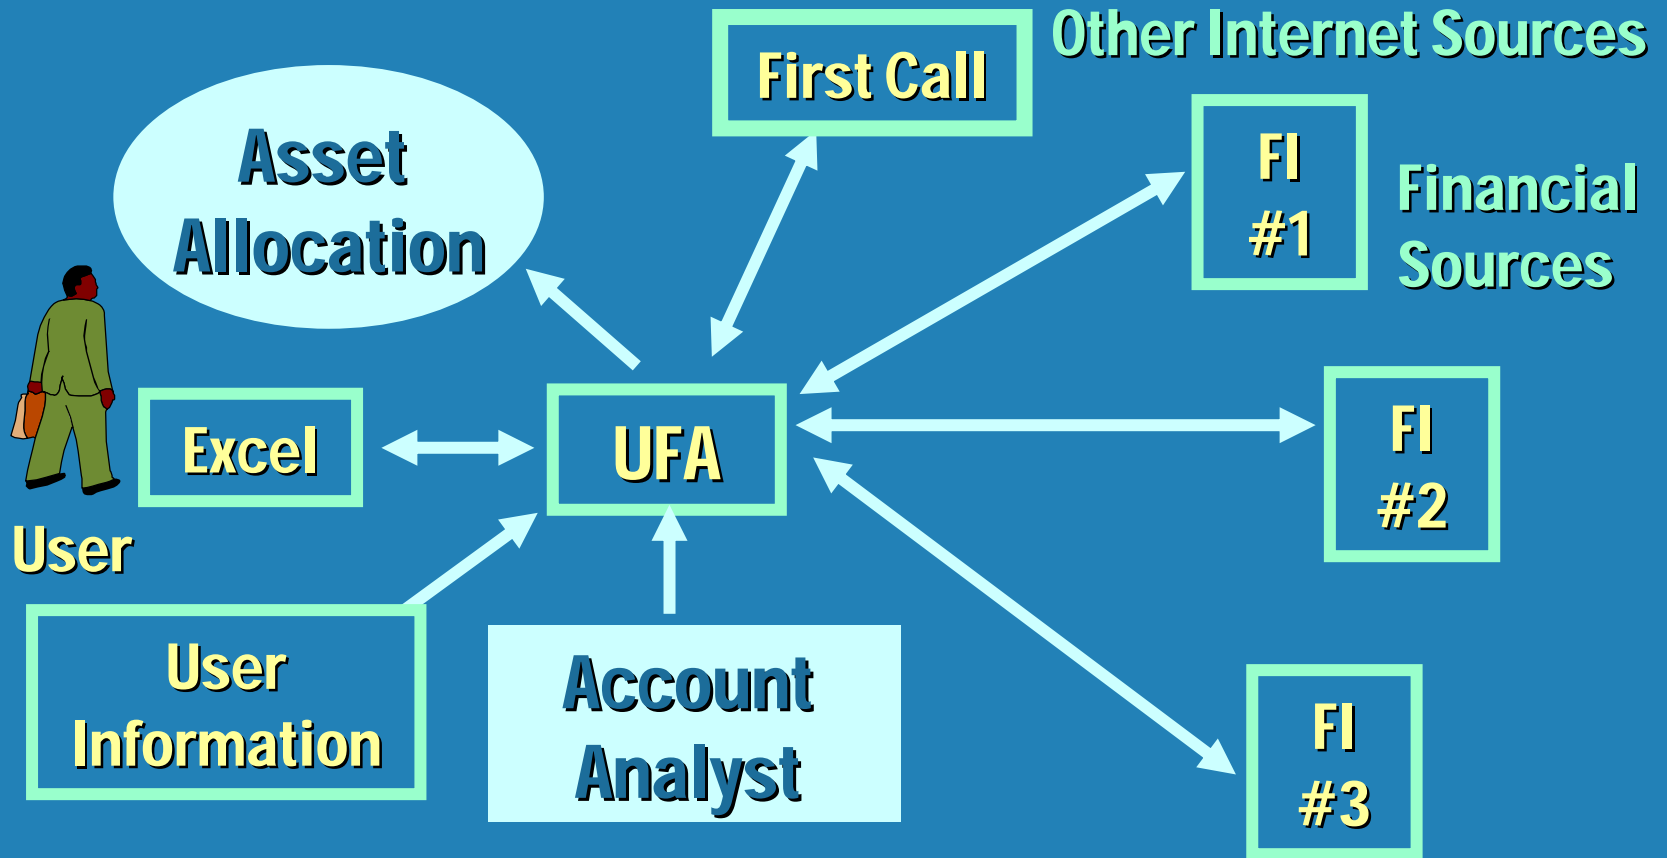 Other Internet Sources
First Call
Asset
Allocation
FI
#1
Financial
Sources
Excel
UFA
FI
#2
User
User
Information
Account
Analyst
FI
#3